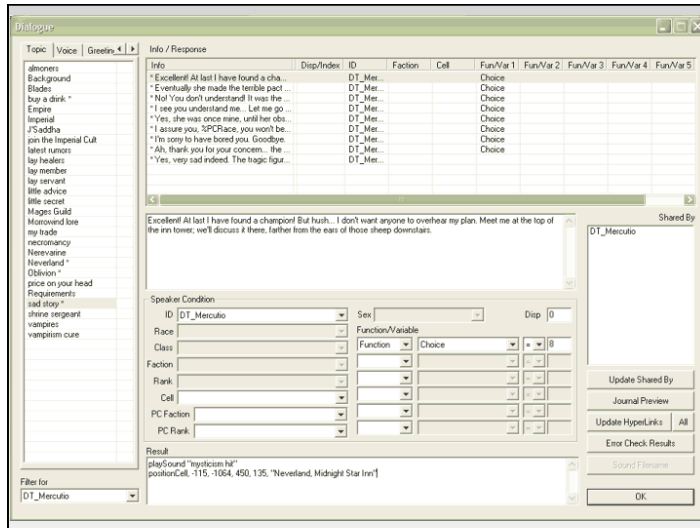 Dialogue
Topic Voice Greetin
Info / Response
almoners
Background
Blades
buy a drink *
Empire
Imperial
J'Saddha
join the Imperial Cult
latest rumors
lay healers
lay member
lay servant
little advice
little secret
Mages Guild
Morrowind lore
my trade
necromancy
Nerevarine
Neverland *
Oblivion *
price on your head
Requirements
sad story *
shrine sergeant
vampires
vampirism cure
Info Disp/Index ID Faction Cell Fun/Var 1 Fun/Var 2 Fun/Var 3 Fun/Var 4 Fun/Var 5
* Excellent! At last I have found a cha... DT_Mer... Choice
* Eventually she made the terrible pact ... DT_Mer... Choice
* No! You don't understand! It was the ... DT_Mer... Choice
* I see you understand me... Let me go ... DT_Mer... Choice
* Yes, she was once mine, until her obs... DT_Mer... Choice
* I assure you, %PCRace, you won't be... DT_Mer... Choice
* I'm sorry to have bored you. Goodbye. DT_Mer... Choice
* Ah, thank you for your concern... the ... DT_Mer... Choice
* Yes, very sad indeed. The tragic figur... DT_Mer...
Excellent! At last I have found a champion! But hush... I don't want anyone to overhear my plan. Meet me at the top of
the inn tower; we'll discuss it there, farther from the ears of those sheep downstairs.
Shared By
DT_Mercutio
Speaker Condition
ID DT_Mercutio Sex Disp 0
Race Function/Variable
Class Function Choice = 8
Faction
Rank
Cell
PC Faction
PC Rank
Update Shared By
Journal Preview
Update HyperLinks All
Error Check Results
Sound Filename
Result
playSound "mysticism hit"
positionCell, -115, -1064, 450, 135, "Neverland, Midnight Star Inn"
Filter for
DT_Mercutio
OK